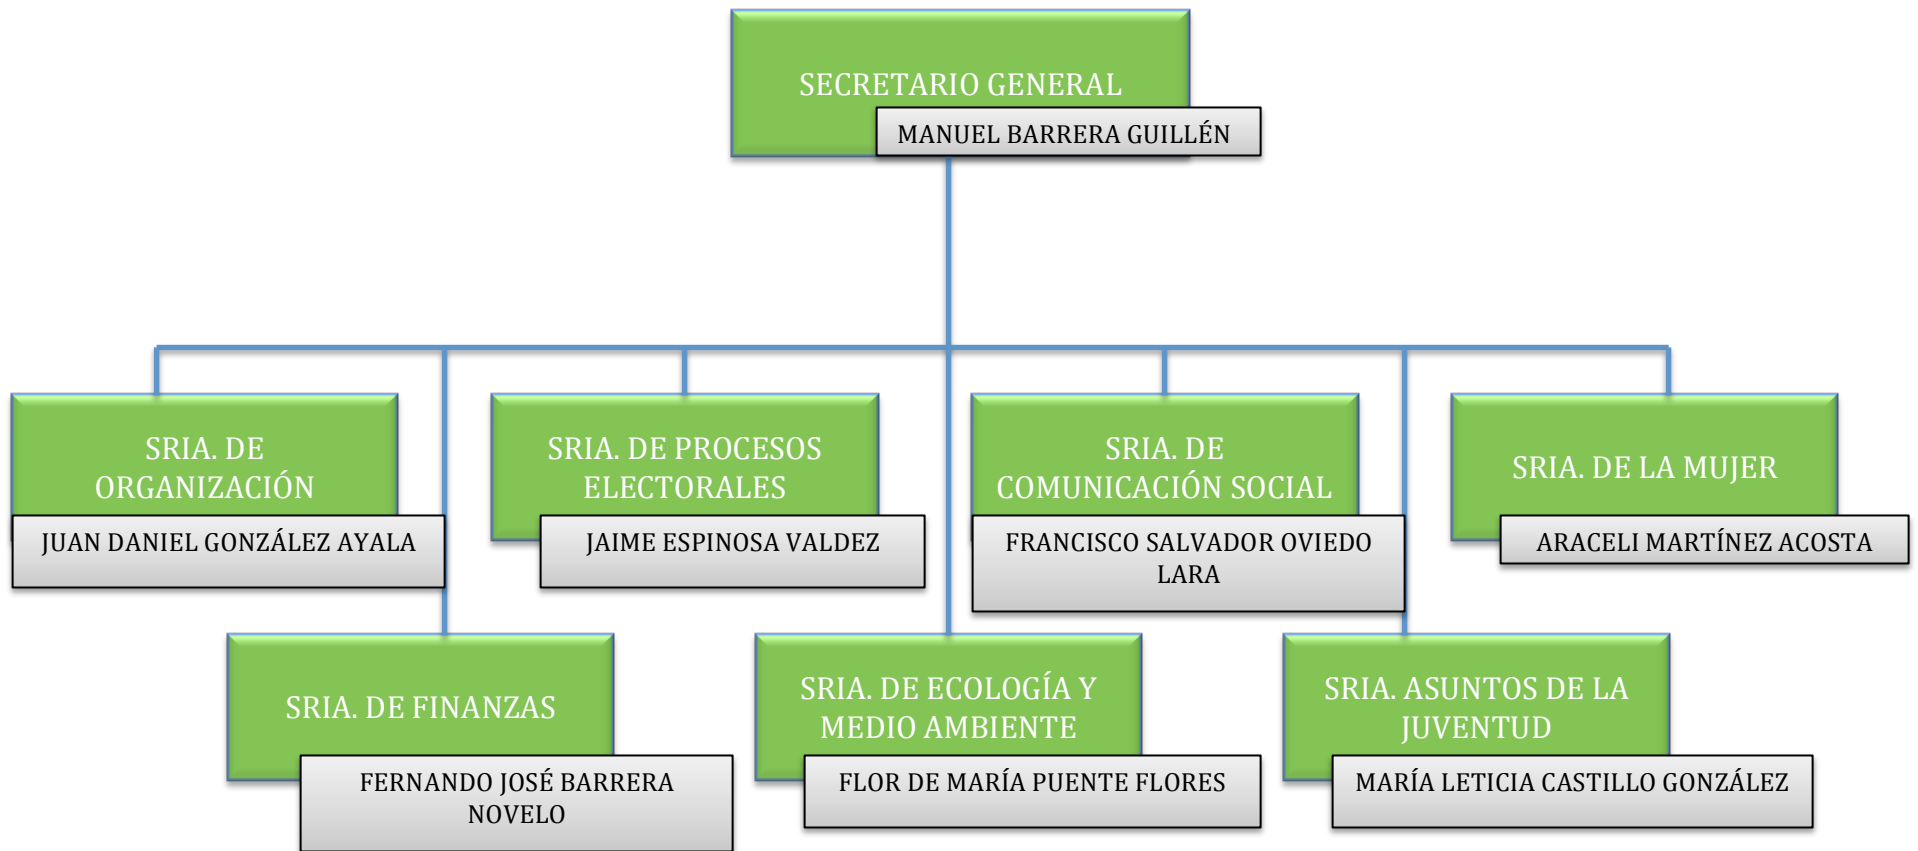 SECRETARIO GENERAL
MANUEL BARRERA GUILLÉN
SRIA. DE
ORGANIZACIÓN
JUAN DANIEL GONZÁLEZ AYALA
SRIA. DE PROCESOS
ELECTORALES
JAIME ESPINOSA VALDEZ
SRIA. DE
COMUNICACIÓN SOCIAL
FRANCISCO SALVADOR OVIEDO
LARA
SRIA. DE LA MUJER
ARACELI MARTÍNEZ ACOSTA
SRIA. DE FINANZAS
FERNANDO JOSÉ BARRERA
NOVELO
SRIA. DE ECOLOGÍA Y
MEDIO AMBIENTE
FLOR DE MARÍA PUENTE FLORES
SRIA. ASUNTOS DE LA
JUVENTUD
MARÍA LETICIA CASTILLO GONZÁLEZ